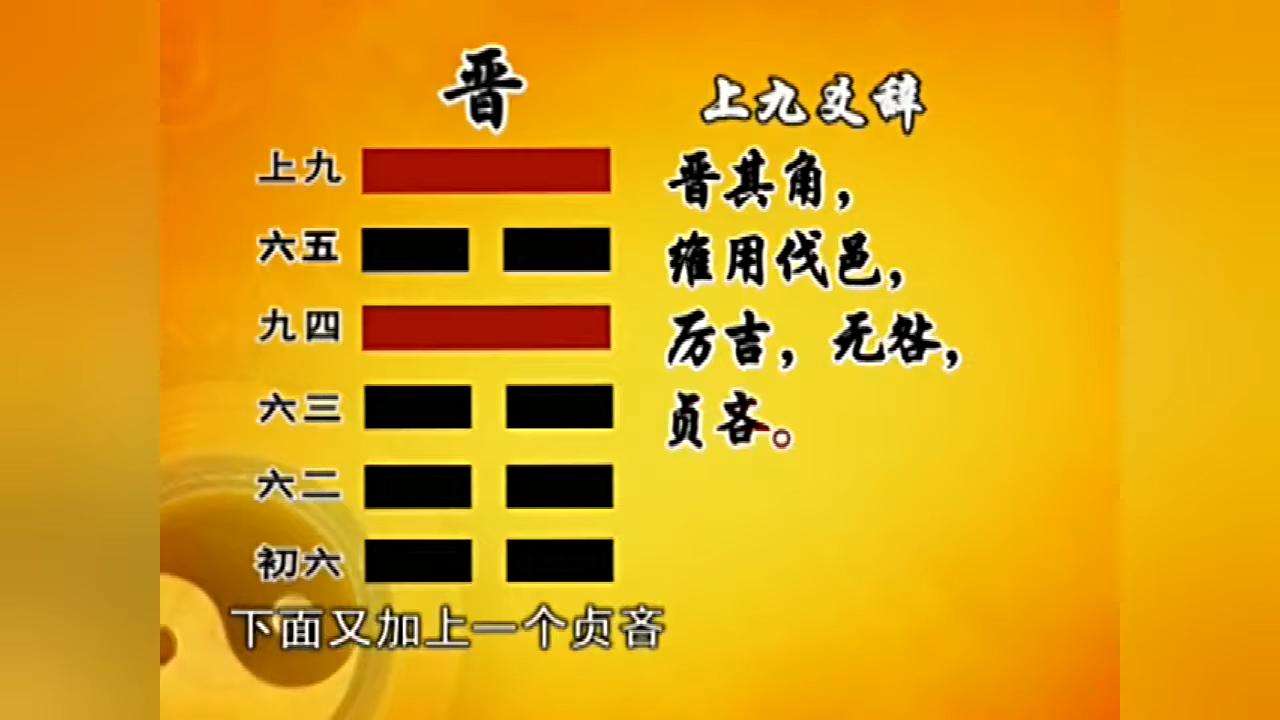 晋
上九
六五
九四
六三
六二
初六
上九爻辞
晋其角，
维用伐邑，
厉吉，无咎，
贞吝。
下面又加上一个贞吝